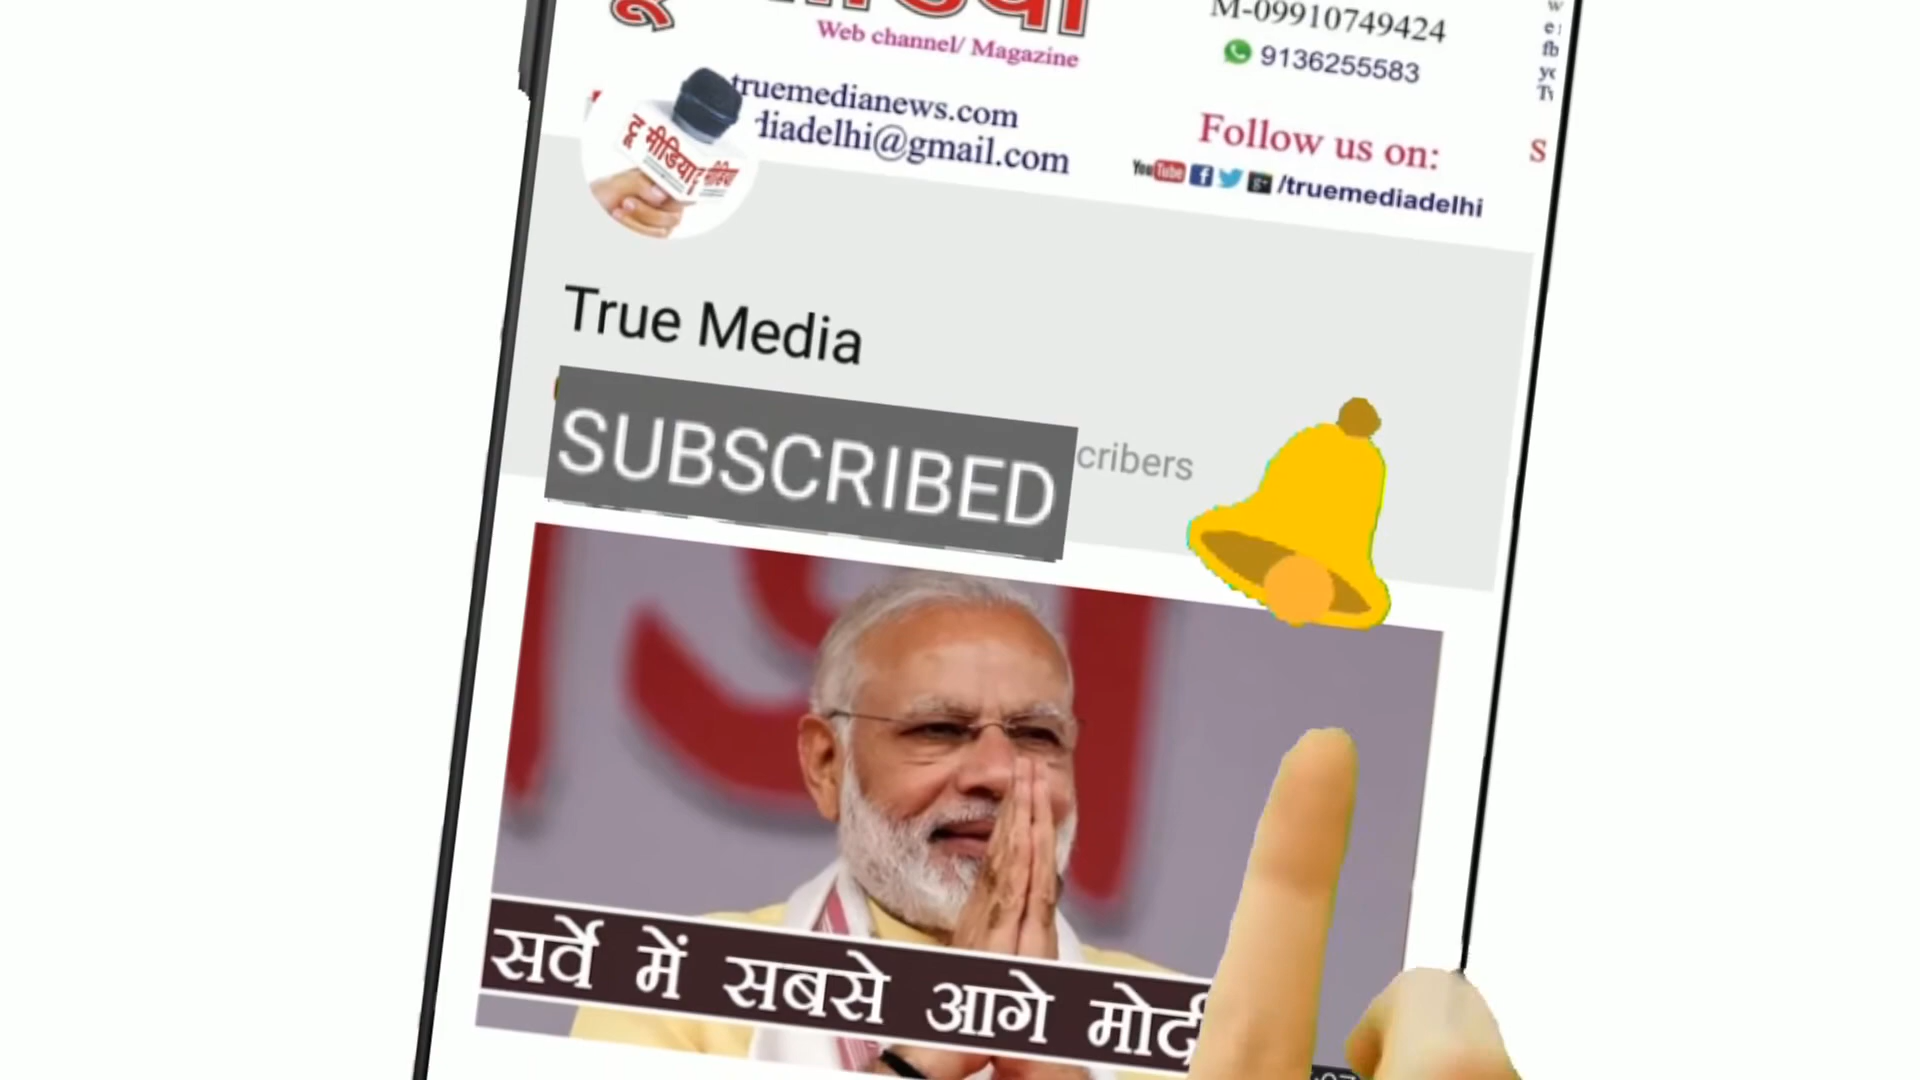 Web channel/ Magazine
M-09910749424
9136255583
truemedianews.com
diadelhi@gmail.com
Follow us on:
YouTube /truemediadelhi
ट्रू मीडिया
True Media
SUBSCRIBED
cribers
सर्वे में सबसे आगे मोदी